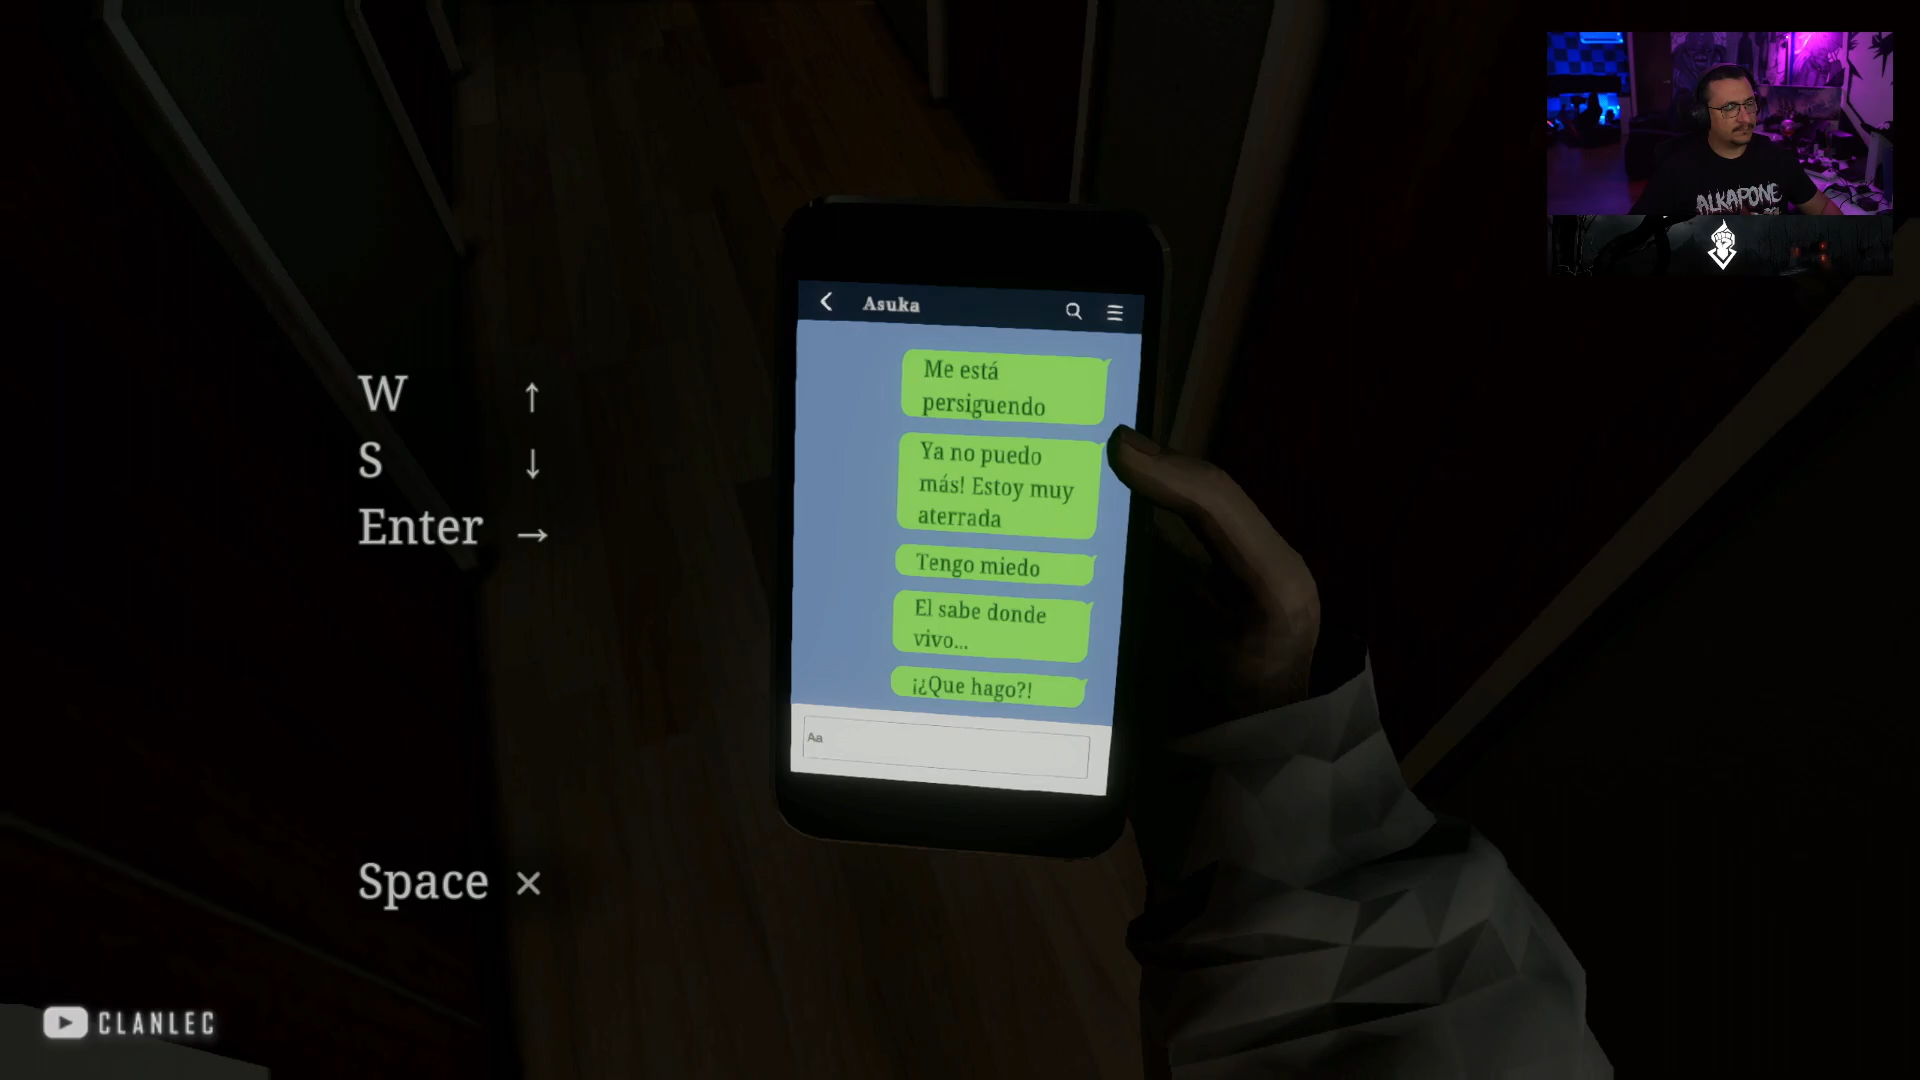 ALKAPONE
Asuka
Me está
persiguendo
Ya no puedo
más! Estoy muy
aterrada
Tengo miedo
El sabe donde
vivo...
¡¿Que hago?!
Aa
W ↑
S ↓
Enter →
Space ×
CLANLEC